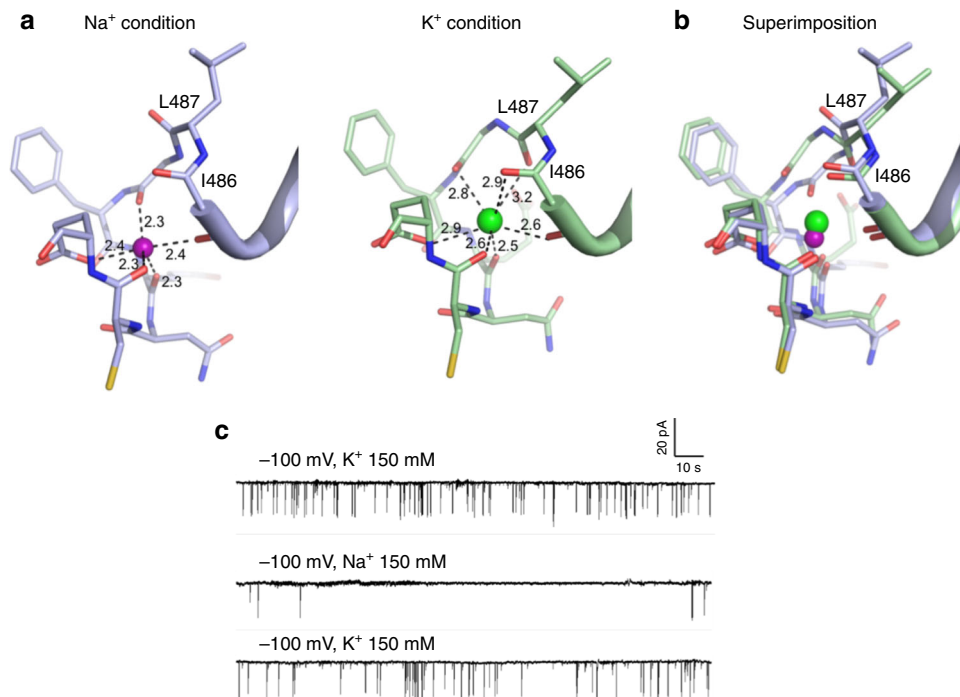 a
Na⁺ condition
L487
I486
2.3
2.4
2.4
2.3
2.3
K⁺ condition
L487
I486
2.9
2.8
3.2
2.9
2.6
2.6
2.5
b
Superimposition
L487
I486
c
20 pA
10 s
–100 mV, K⁺ 150 mM
–100 mV, Na⁺ 150 mM
–100 mV, K⁺ 150 mM